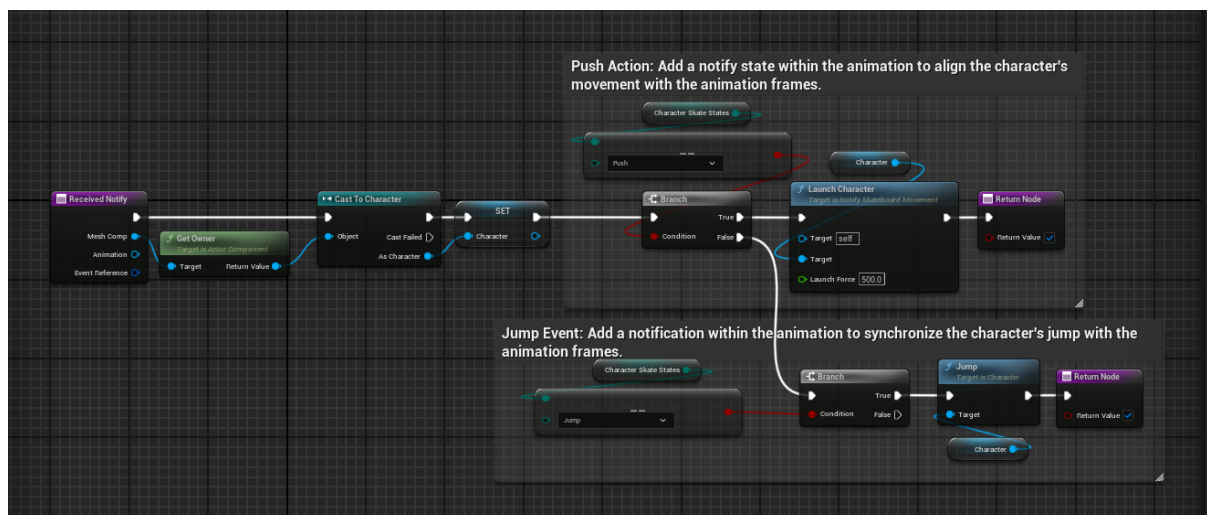 Push Action: Add a notify state within the animation to align the character's
movement with the animation frames.
Character Skate States
==
Push
Character
Received Notify
Mesh Comp
Animation
Event Reference
Get Owner
Target is Actor Component
Target
Return Value
Cast To Character
Object
Cast Failed
As Character
SET
Character
Branch
Condition
True
False
Launch Character
Target is Notify Skateboard Movement
Target self
Target
Launch Force 500.0
Return Node
Return Value
Jump Event: Add a notification within the animation to synchronize the character's jump with the
animation frames.
Character Skate States
==
Jump
Branch
Condition
True
False
Jump
Target is Character
Target
Character
Return Node
Return Value